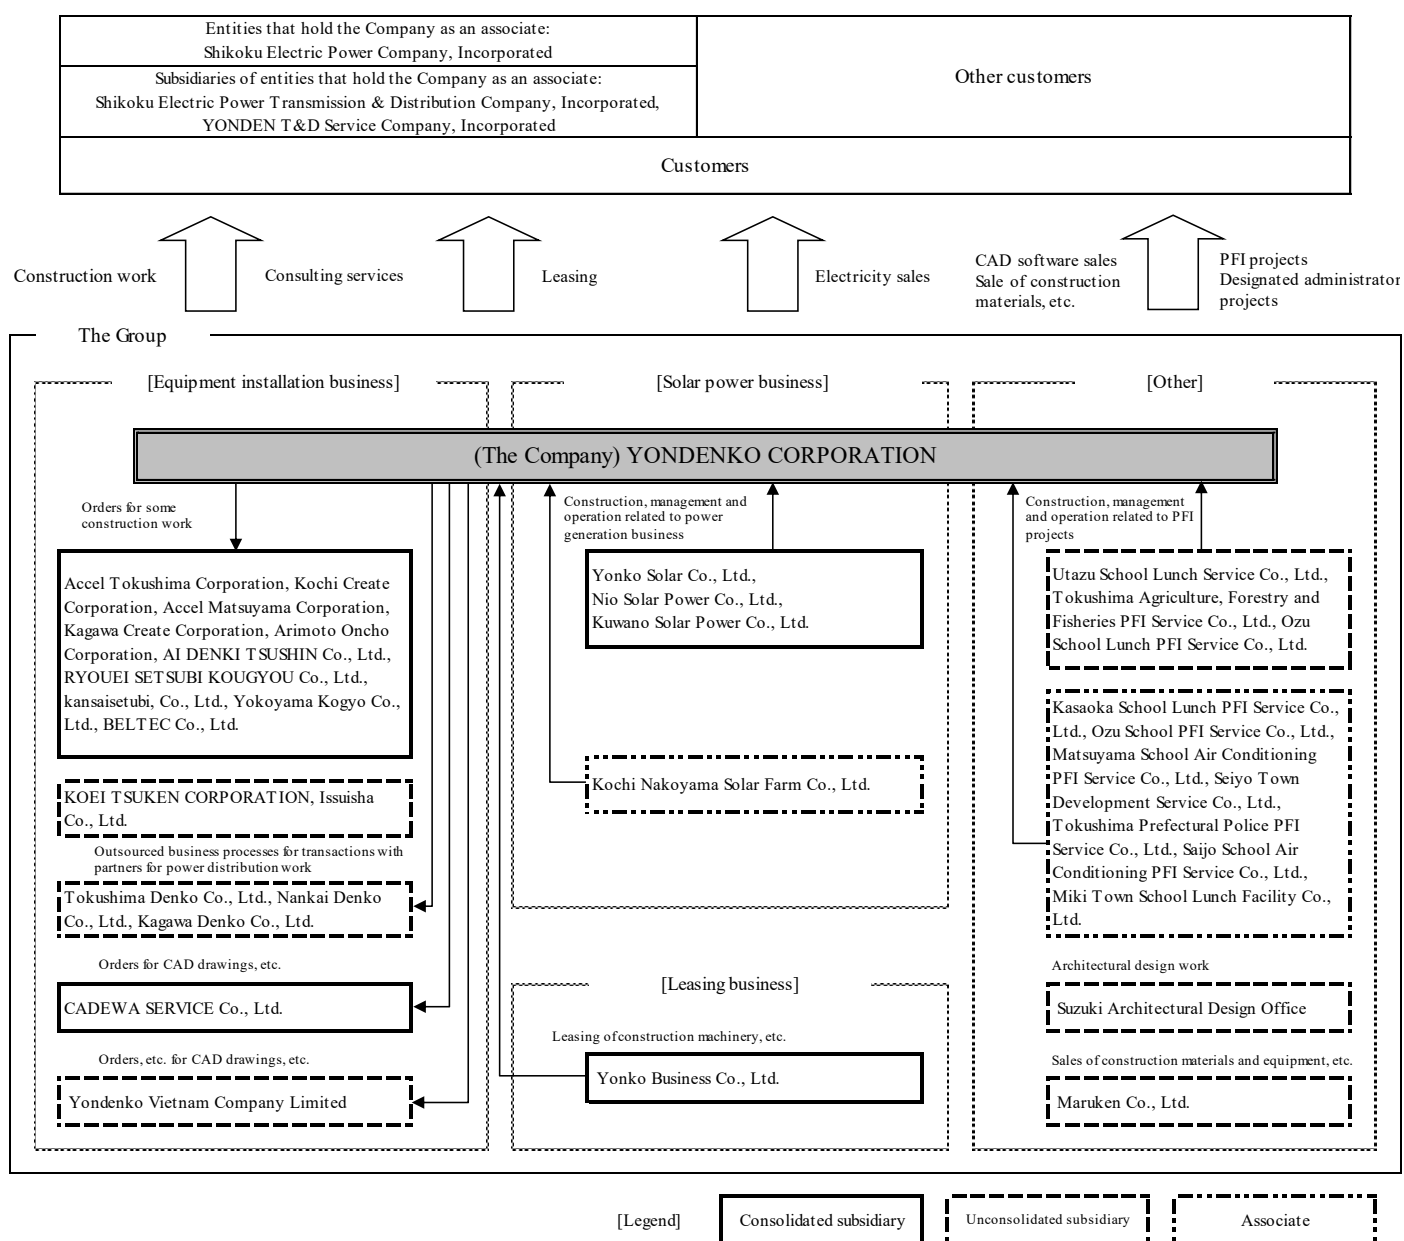 Entities that hold the Company as an associate:
Shikoku Electric Power Company, Incorporated
Subsidiaries of entities that hold the Company as an associate:
Shikoku Electric Power Transmission & Distribution Company, Incorporated,
YONDEN T&D Service Company, Incorporated
Other customers
Customers
Construction work
Consulting services
Leasing
Electricity sales
CAD software sales
Sale of construction
materials, etc.
PFI projects
Designated administrator
projects
The Group
[Equipment installation business]
[Solar power business]
[Other]
(The Company) YONDENKO CORPORATION
Orders for some
construction work
Accel Tokushima Corporation, Kochi Create
Corporation, Accel Matsuyama Corporation,
Kagawa Create Corporation, Arimoto Oncho
Corporation, AI DENKI TSUSHIN Co., Ltd.,
RYOUEI SETSUBI KOUGYOU Co., Ltd.,
kansaisetubi, Co., Ltd., Yokoyama Kogyo Co.,
Ltd., BELTEC Co., Ltd.
KOEI TSUKEN CORPORATION, Issuisha
Co., Ltd.
Outsourced business processes for transactions with
partners for power distribution work
Tokushima Denko Co., Ltd., Nankai Denko
Co., Ltd., Kagawa Denko Co., Ltd.
Orders for CAD drawings, etc.
CADEWA SERVICE Co., Ltd.
Orders, etc. for CAD drawings, etc.
Yondenko Vietnam Company Limited
Construction, management and
operation related to power
generation business
Yonko Solar Co., Ltd.,
Nio Solar Power Co., Ltd.,
Kuwano Solar Power Co., Ltd.
Kochi Nakoyama Solar Farm Co., Ltd.
[Leasing business]
Leasing of construction machinery, etc.
Yonko Business Co., Ltd.
Construction, management
and operation related to PFI
projects
Utazu School Lunch Service Co., Ltd.,
Tokushima Agriculture, Forestry and
Fisheries PFI Service Co., Ltd., Ozu
School Lunch PFI Service Co., Ltd.
Kasaoka School Lunch PFI Service Co.,
Ltd., Ozu School PFI Service Co., Ltd.,
Matsuyama School Air Conditioning
PFI Service Co., Ltd., Seiyo Town
Development Service Co., Ltd.,
Tokushima Prefectural Police PFI
Service Co., Ltd., Saijo School Air
Conditioning PFI Service Co., Ltd.,
Miki Town School Lunch Facility Co.,
Ltd.
Architectural design work
Suzuki Architectural Design Office
Sales of construction materials and equipment, etc.
Maruken Co., Ltd.
[Legend]
Consolidated subsidiary
Unconsolidated subsidiary
Associate